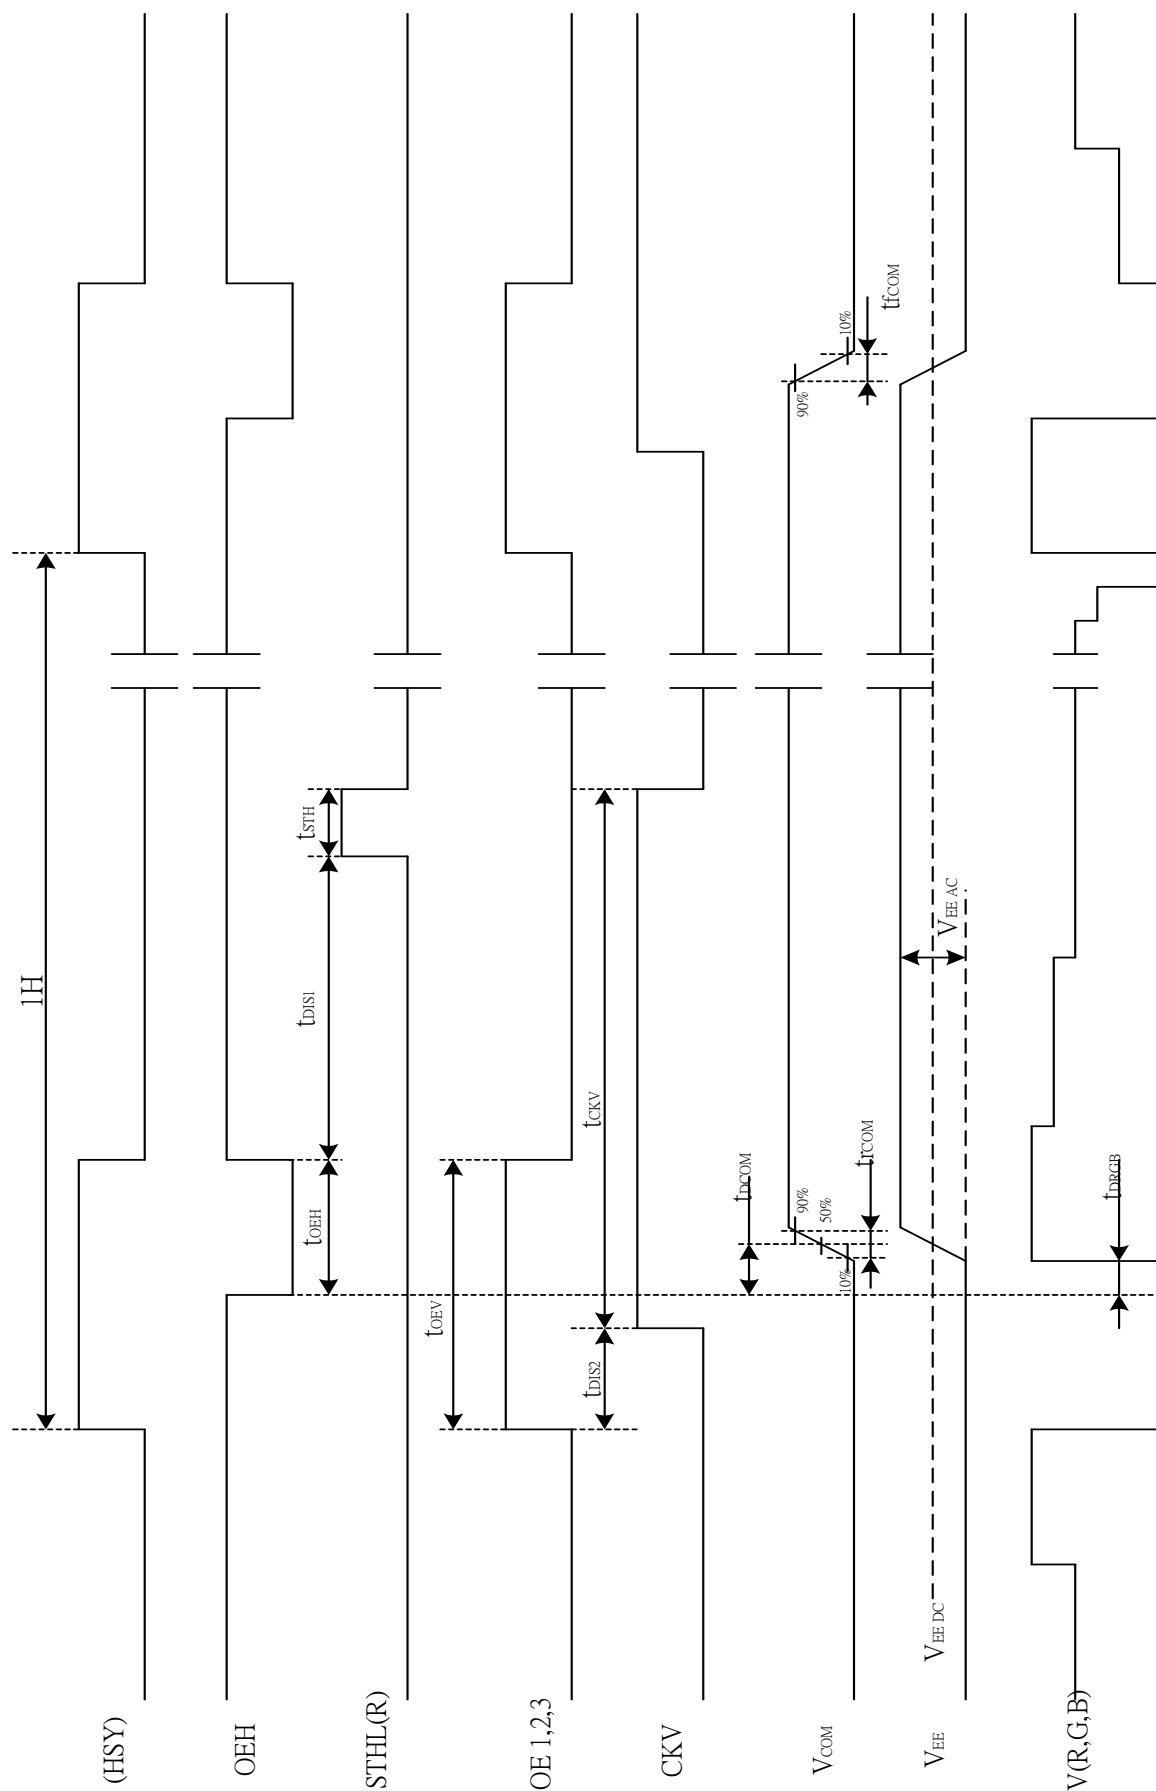 1H
(HSY)
OEH
tOEH
tDIS1
tSTH
STHL(R)
tOEV
OE 1,2,3
tDIS2
tCKV
CKV
tDCOM
90%
50%
10%
trCOM
90%
10%
tfCOM
VCOM
VEE AC
VEE DC
VEE
tDRGB
V(R,G,B)